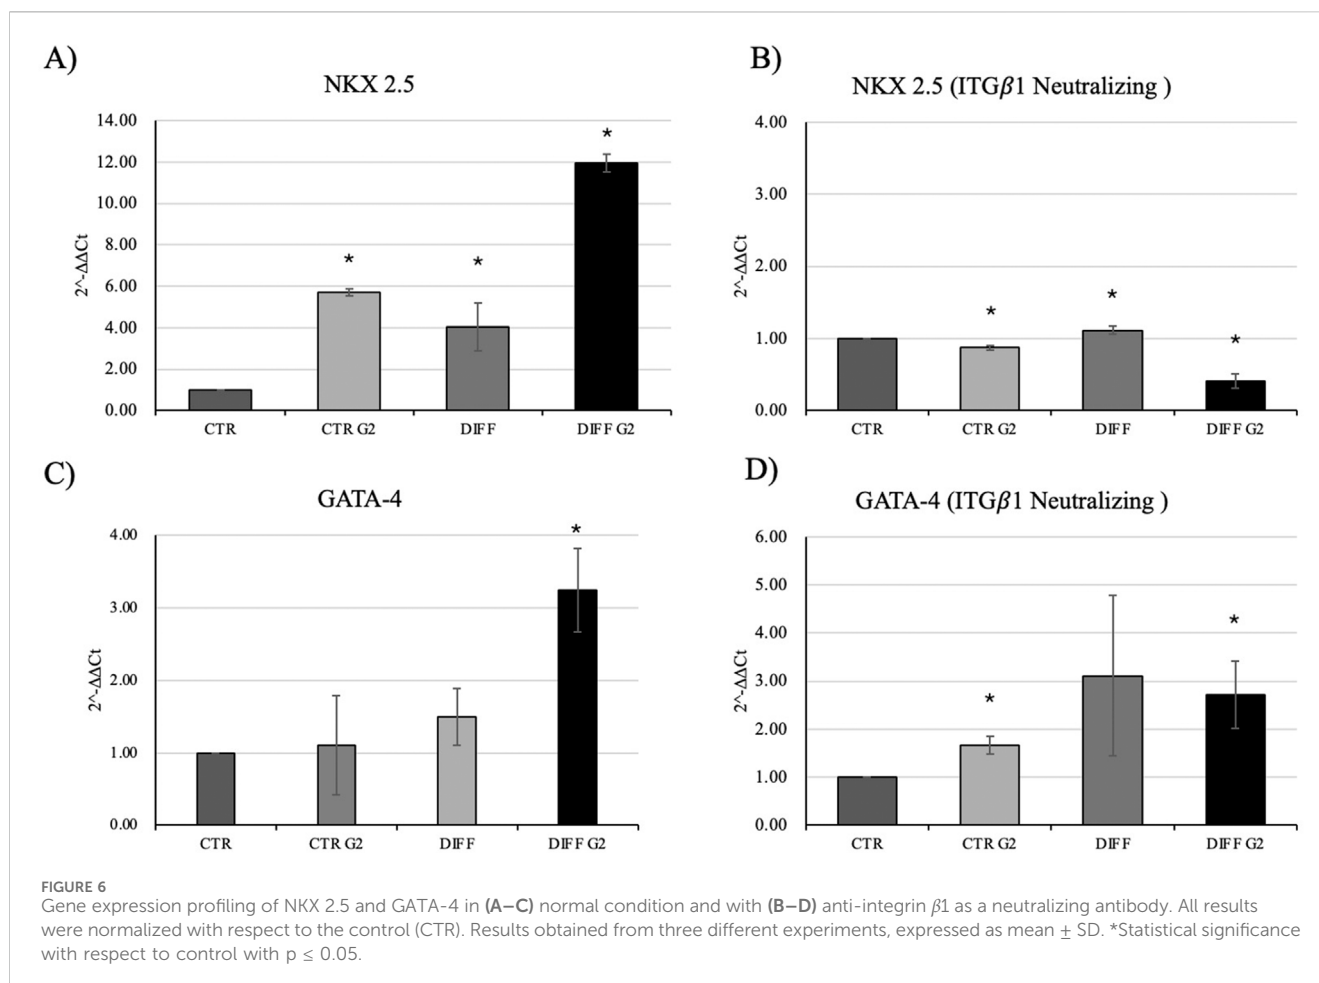 A)
NKX 2.5
14.00
12.00
10.00
8.00
6.00
4.00
2.00
0.00
2^-ΔΔCt
*
*
*
CTR
CTR G2
DIFF
DIFF G2
B)
NKX 2.5 (ITGβ1 Neutralizing )
4.00
3.00
2.00
1.00
0.00
2^-ΔΔCt
*
*
*
CTR
CTR G2
DIFF
DIFF G2
C)
GATA-4
4.00
3.00
2.00
1.00
0.00
2^-ΔΔCt
*
CTR
CTR G2
DIFF
DIFF G2
D)
GATA-4 (ITGβ1 Neutralizing )
6.00
5.00
4.00
3.00
2.00
1.00
0.00
2^-ΔΔCt
*
*
CTR
CTR G2
DIFF
DIFF G2
FIGURE 6
Gene expression profiling of NKX 2.5 and GATA-4 in (A–C) normal condition and with (B–D) anti-integrin β1 as a neutralizing antibody. All results
were normalized with respect to the control (CTR). Results obtained from three different experiments, expressed as mean ± SD. *Statistical significance
with respect to control with p ≤ 0.05.